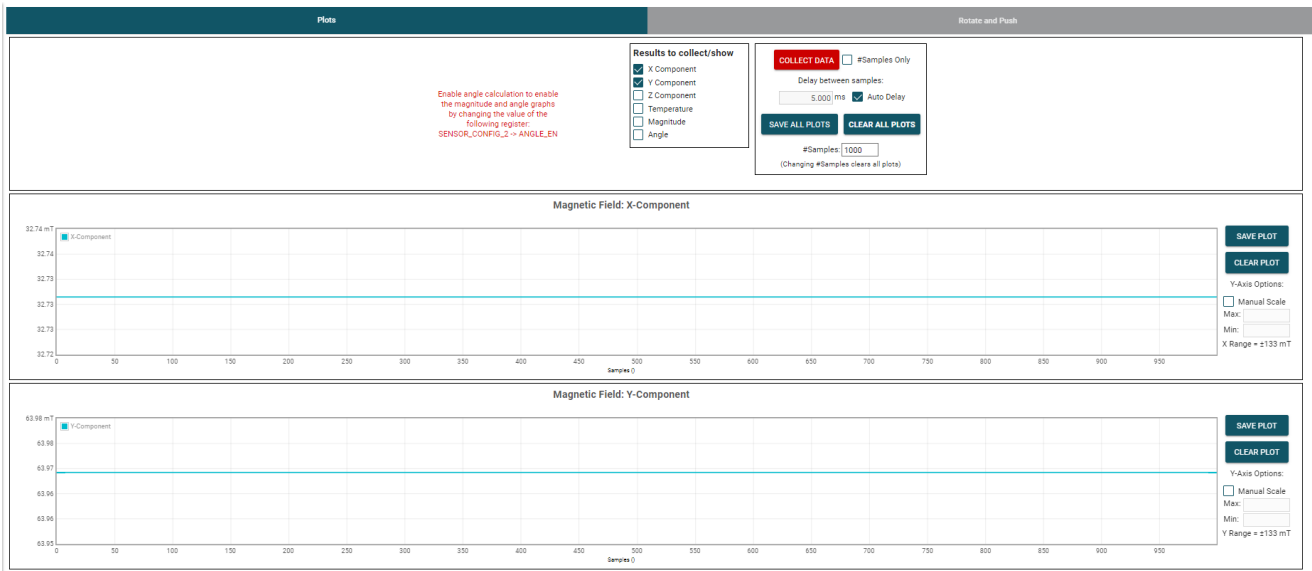 Plots
Rotate and Push
Enable angle calculation to enable
the magnitude and angle graphs
by changing the value of the
following register:
SENSOR_CONFIG_2 -> ANGLE_EN
Results to collect/show
X Component
Y Component
Z Component
Temperature
Magnitude
Angle
COLLECT DATA #Samples Only
Delay between samples:
5.000 ms Auto Delay
SAVE ALL PLOTS CLEAR ALL PLOTS
#Samples: 1000
(Changing #Samples clears all plots)
Magnetic Field: X-Component
32.74 mT
32.74
32.73
32.73
32.73
32.72
X-Component
0 50 100 150 200 250 300 350 400 450 500 550 600 650 700 750 800 850 900 950
Samples ()
SAVE PLOT
CLEAR PLOT
Y-Axis Options:
Manual Scale
Max:
Min:
X Range = ±133 mT
Magnetic Field: Y-Component
63.98 mT
63.98
63.97
63.96
63.96
63.95
Y-Component
0 50 100 150 200 250 300 350 400 450 500 550 600 650 700 750 800 850 900 950
Samples ()
SAVE PLOT
CLEAR PLOT
Y-Axis Options:
Manual Scale
Max:
Min:
Y Range = ±133 mT